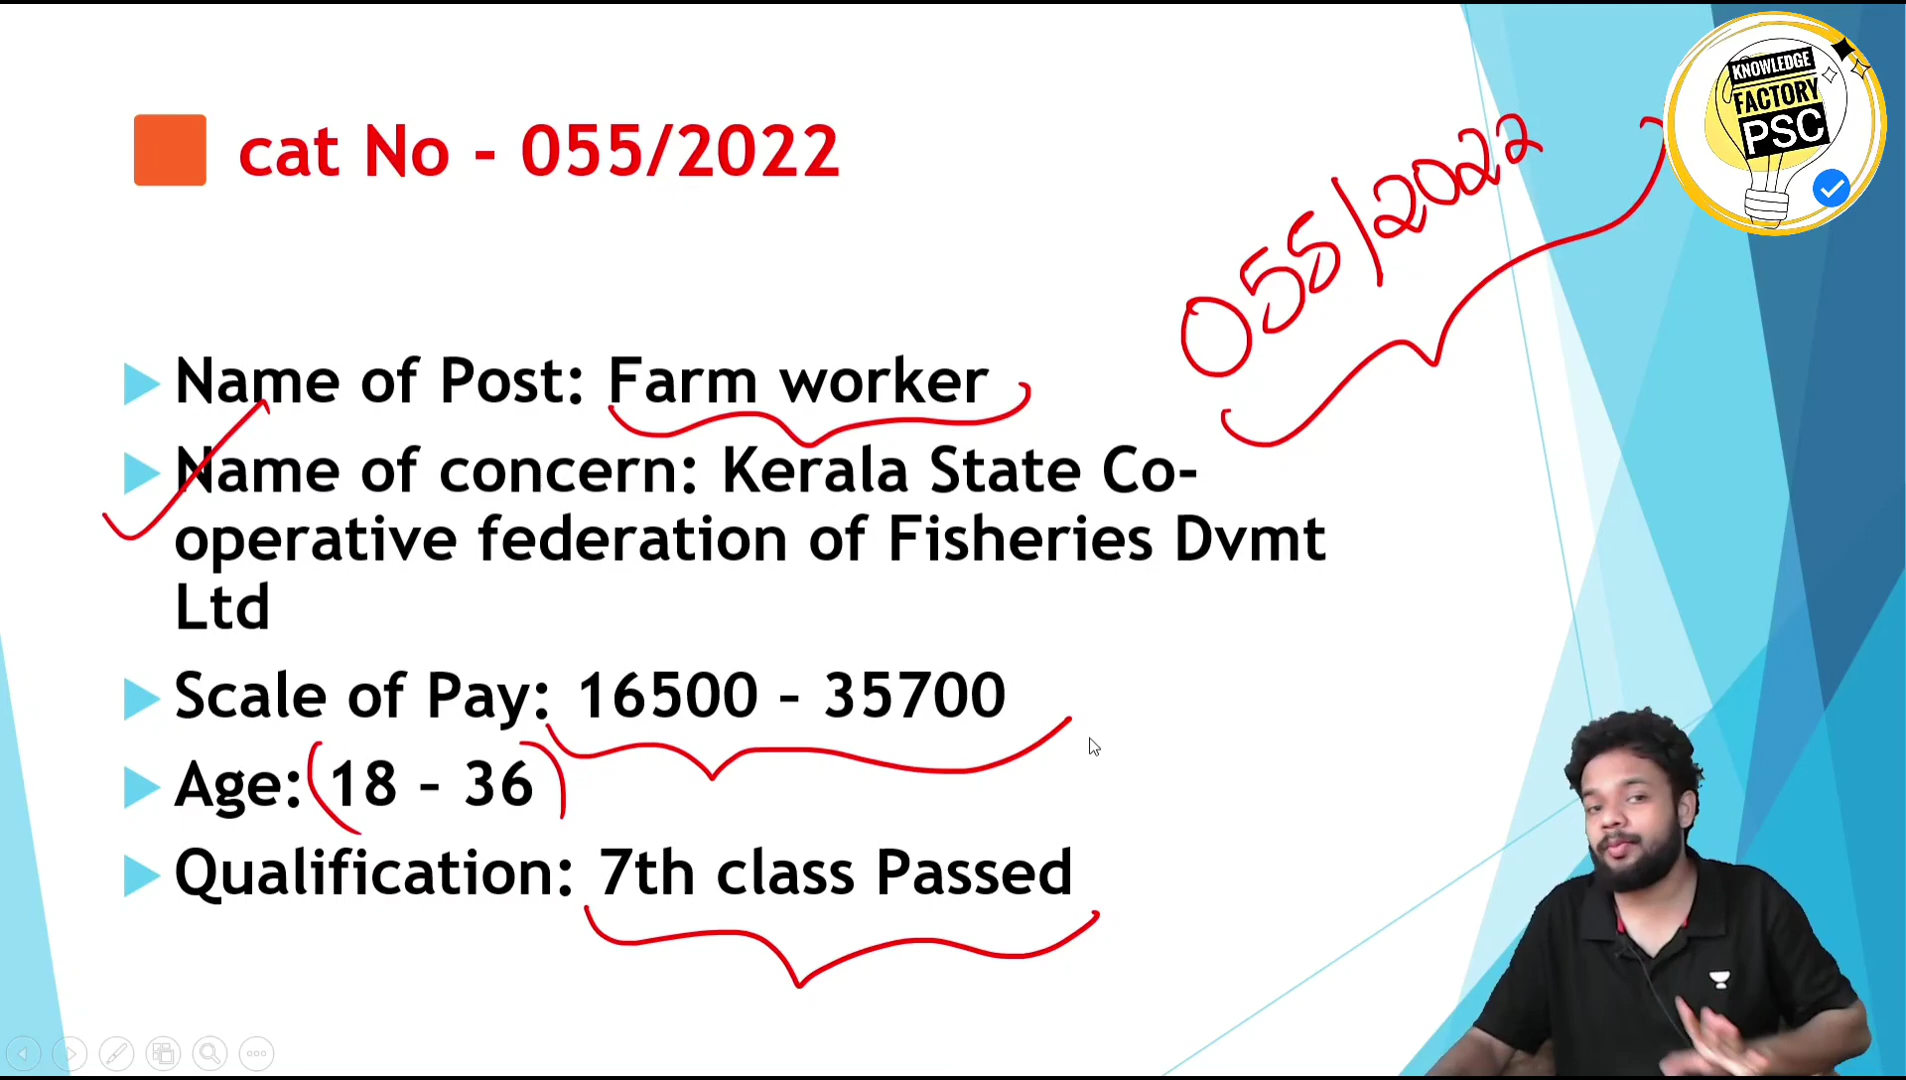 KNOWLEDGE
FACTORY
PSC
cat No - 055/2022
055/2022
Name of Post: Farm worker
Name of concern: Kerala State Co-
operative federation of Fisheries Dvmt
Ltd
Scale of Pay: 16500 – 35700
Age: 18 – 36
Qualification: 7th class Passed